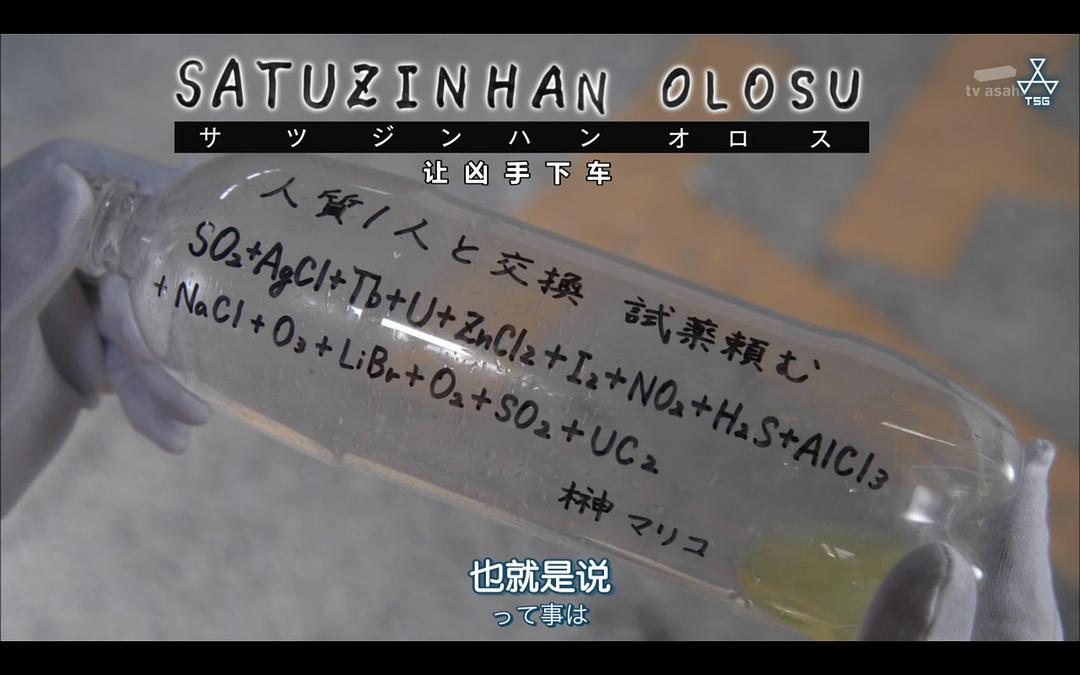 SATUZINHAN OLOSU
サツジンハン オロス
让凶手下车
tv asah
TSG
人質1人と交換 試薬頼む
SO₂+AgCl+Tb+U+ZnCl₂+I₂+NO₂+H₂S+AlCl₃
+NaCl+O₃+LiBr+O₂+SO₂+UC₂
榊マリコ
也就是说
って事は